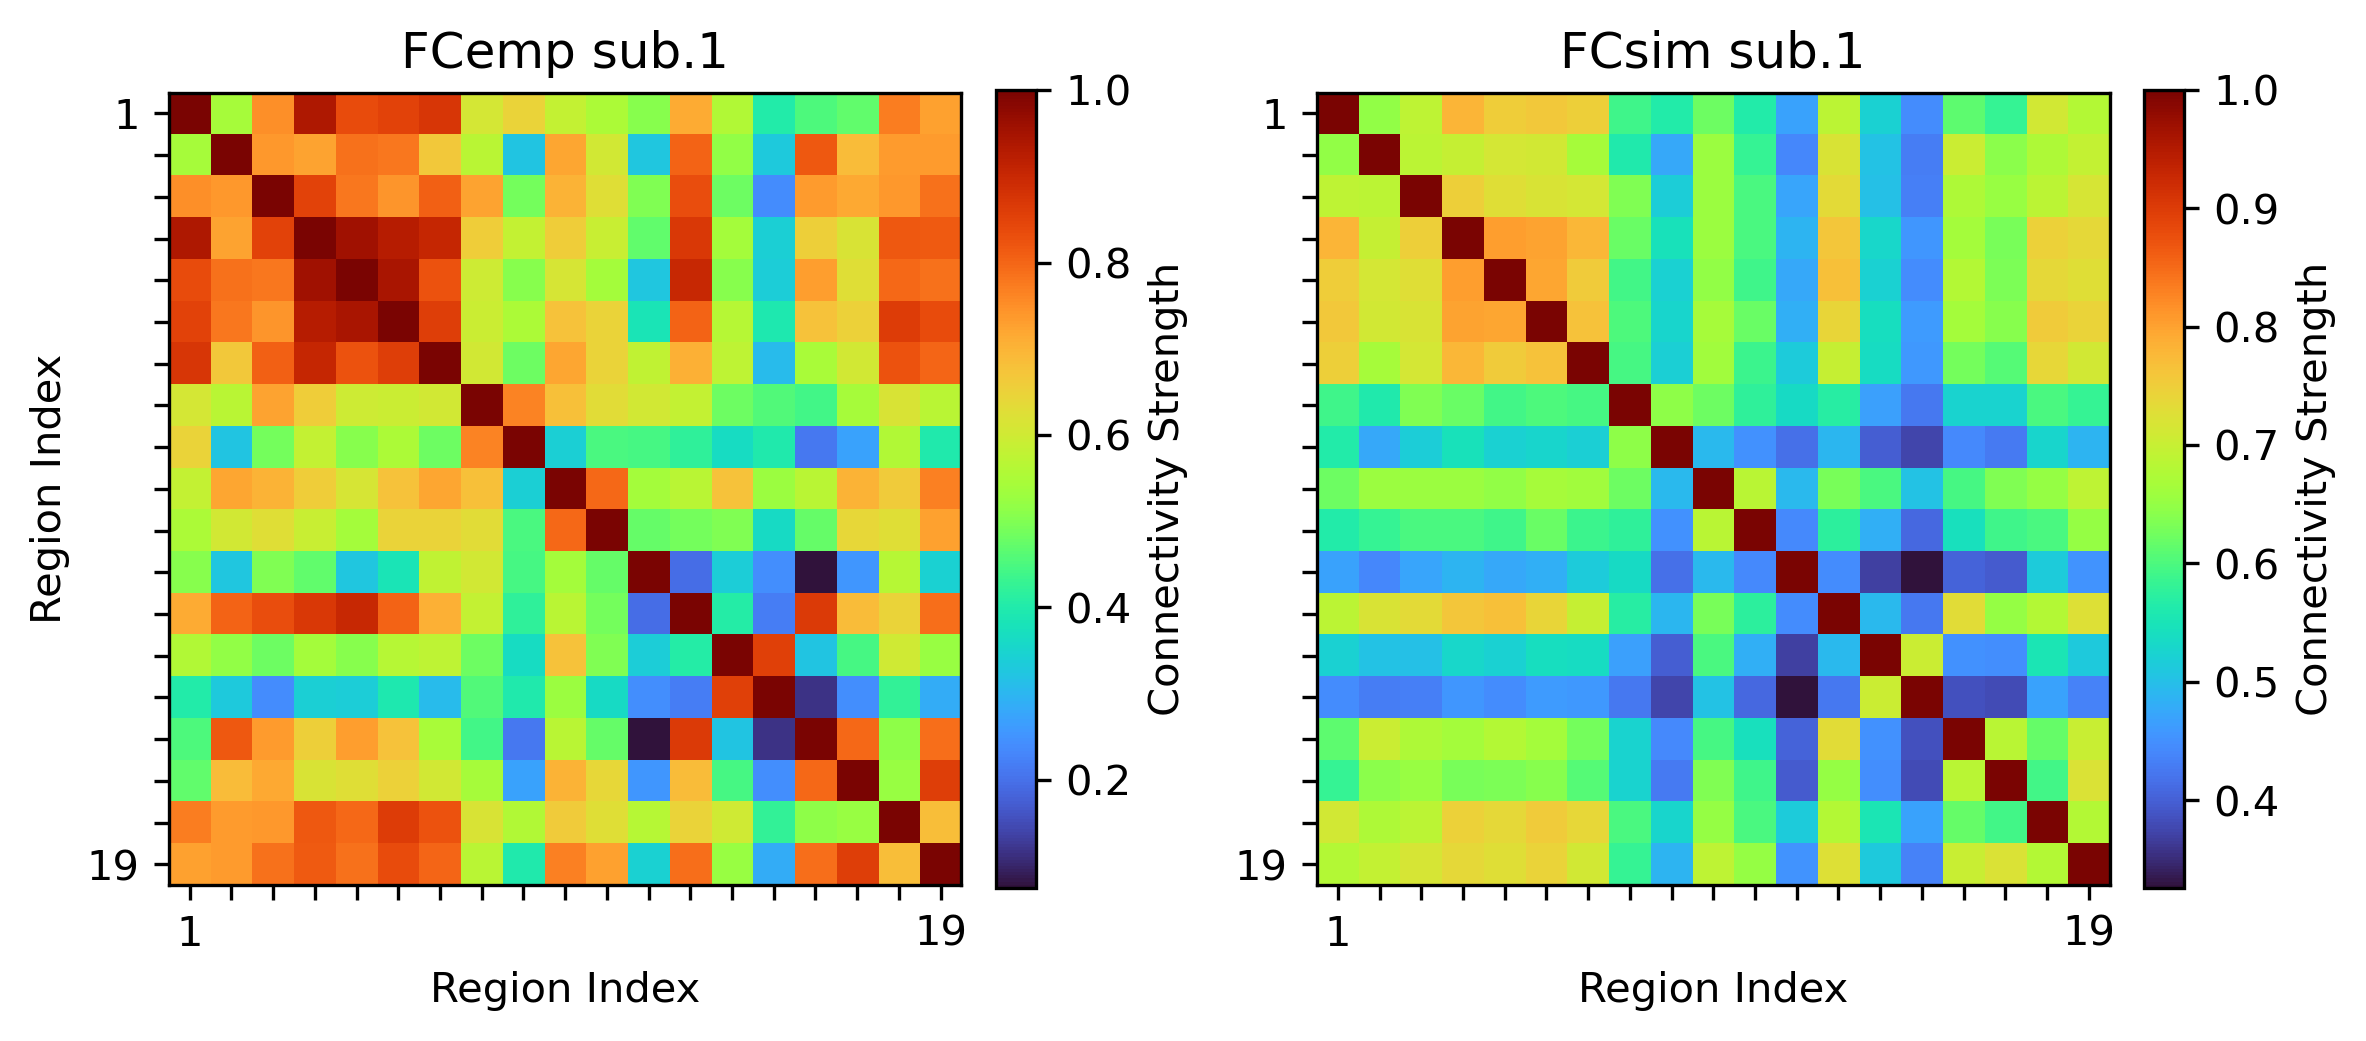 FCemp sub.1
1
19
1
19
Region Index
Region Index
1.0
0.8
0.6
0.4
0.2
Connectivity Strength
FCsim sub.1
1
19
1
19
Region Index
1.0
0.9
0.8
0.7
0.6
0.5
0.4
Connectivity Strength